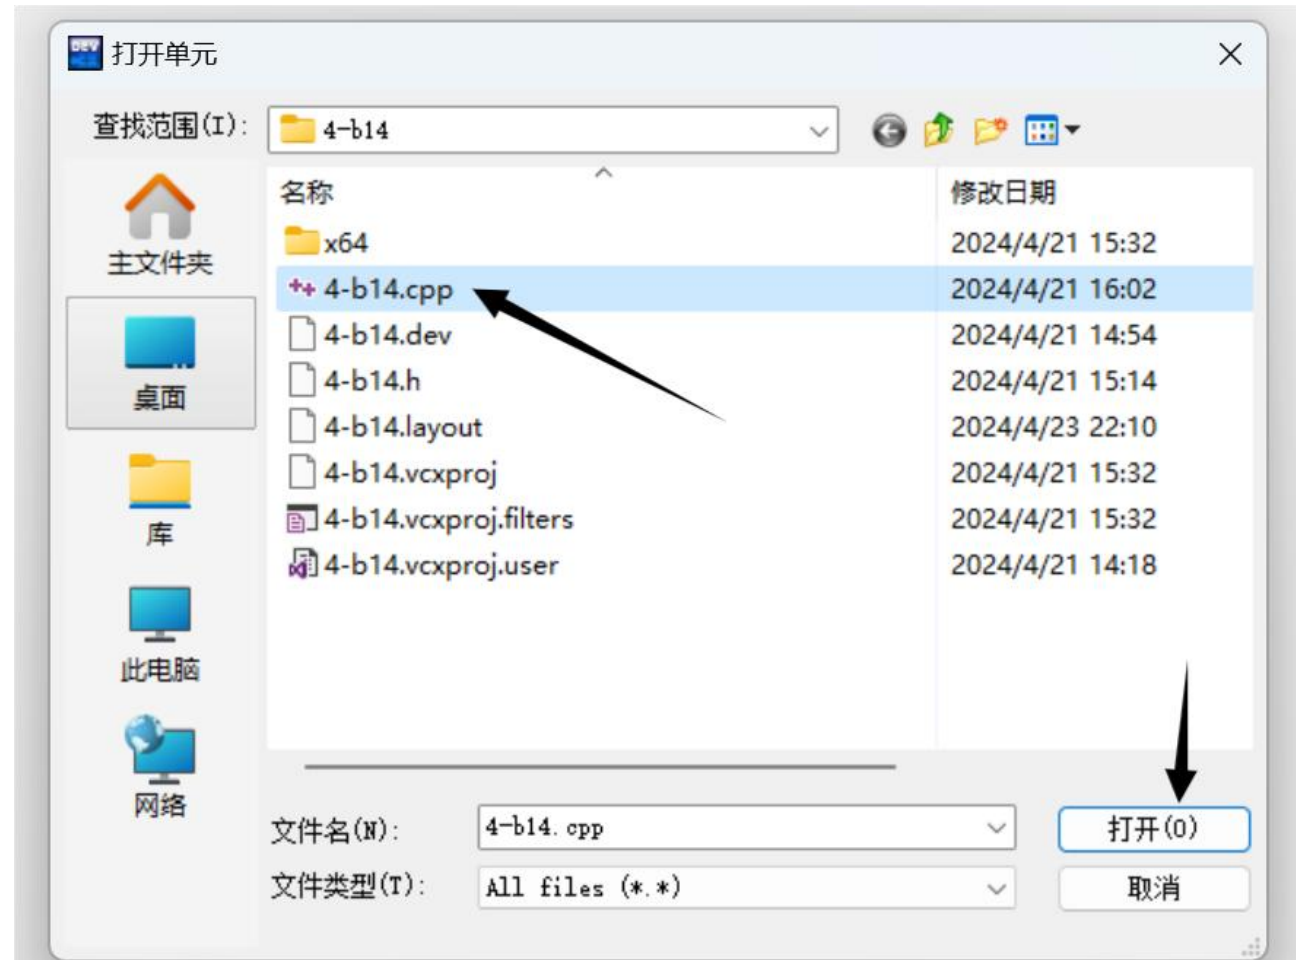 打开单元
查找范围(I):
4-b14
名称 修改日期
x64 2024/4/21 15:32
4-b14.cpp 2024/4/21 16:02
4-b14.dev 2024/4/21 14:54
4-b14.h 2024/4/21 15:14
4-b14.layout 2024/4/23 22:10
4-b14.vcxproj 2024/4/21 15:32
4-b14.vcxproj.filters 2024/4/21 15:32
4-b14.vcxproj.user 2024/4/21 14:18
主文件夹
桌面
库
此电脑
网络
文件名(N): 4-b14.cpp 打开(O)
文件类型(T): All files (*.*) 取消